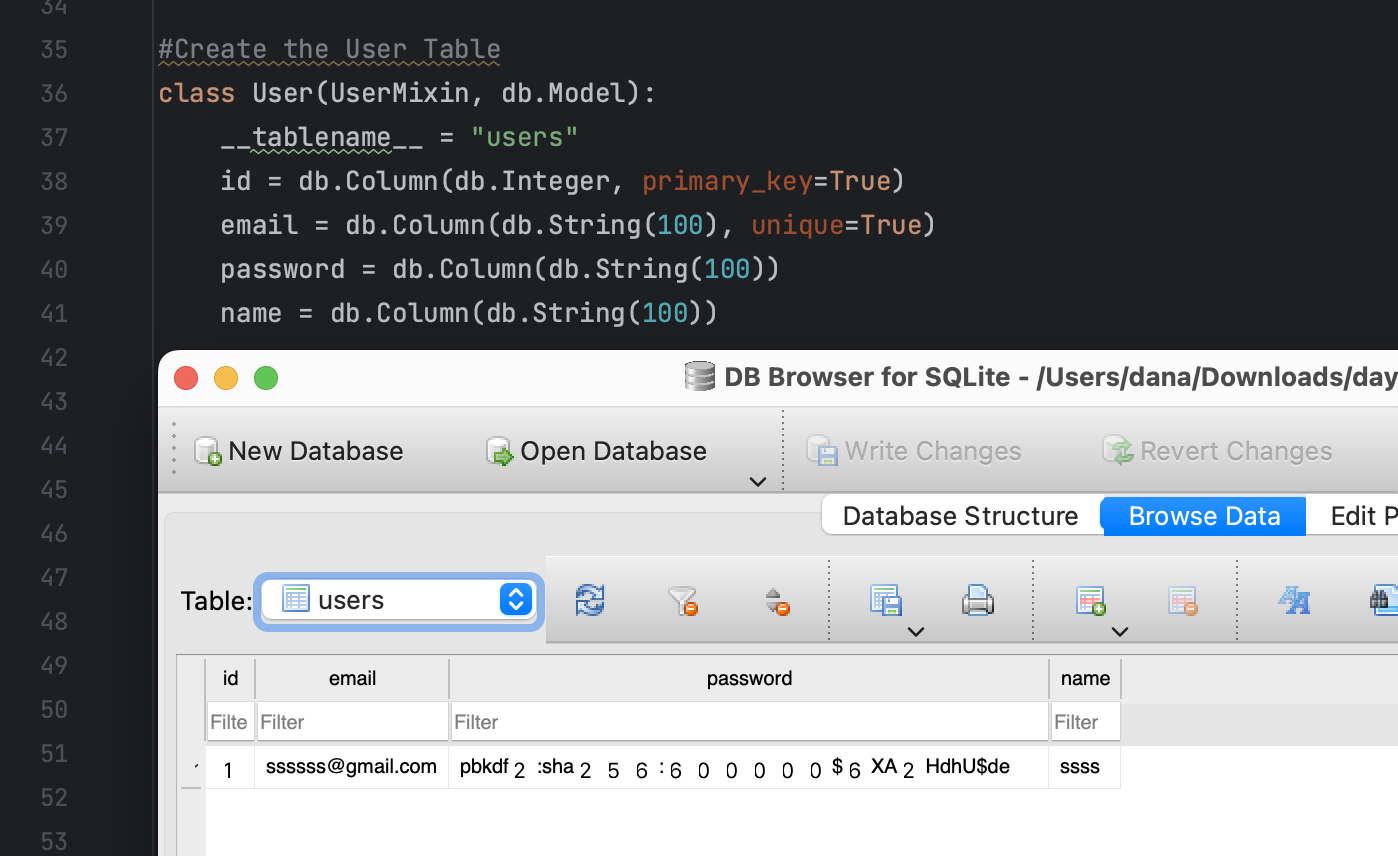 34
35 #Create the User Table
36 class User(UserMixin, db.Model):
37 __tablename__ = "users"
38 id = db.Column(db.Integer, primary_key=True)
39 email = db.Column(db.String(100), unique=True)
40 password = db.Column(db.String(100))
41 name = db.Column(db.String(100))
42
DB Browser for SQLite - /Users/dana/Downloads/day
43
44 New Database Open Database Write Changes Revert Changes
45
Database Structure Browse Data Edit P
46
47
Table: users
48
49
id email password name
50
Filte Filter Filter Filter
51
1 ssssss@gmail.com pbkdf2:sha256:600000$6XA2HdhU$de ssss
52
53